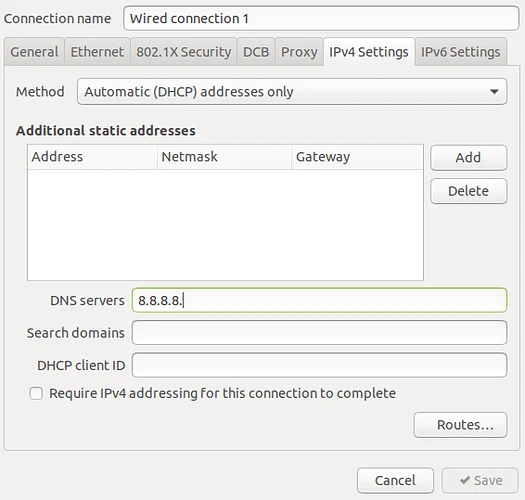 Connection name Wired connection 1
General Ethernet 802.1X Security DCB Proxy IPv4 Settings IPv6 Settings
Method Automatic (DHCP) addresses only
Additional static addresses
Address Netmask Gateway Add
Delete
DNS servers 8.8.8.8.
Search domains
DHCP client ID
Require IPv4 addressing for this connection to complete
Routes...
Cancel Save